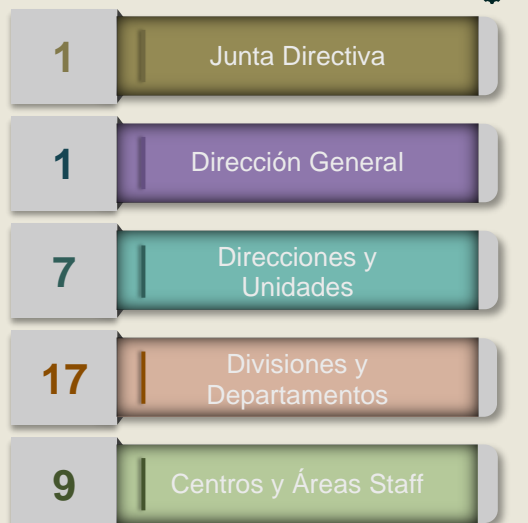 1
Junta Directiva
1
Dirección General
7
Direcciones y
Unidades
17
Divisiones y
Departamentos
9
Centros y Áreas Staff